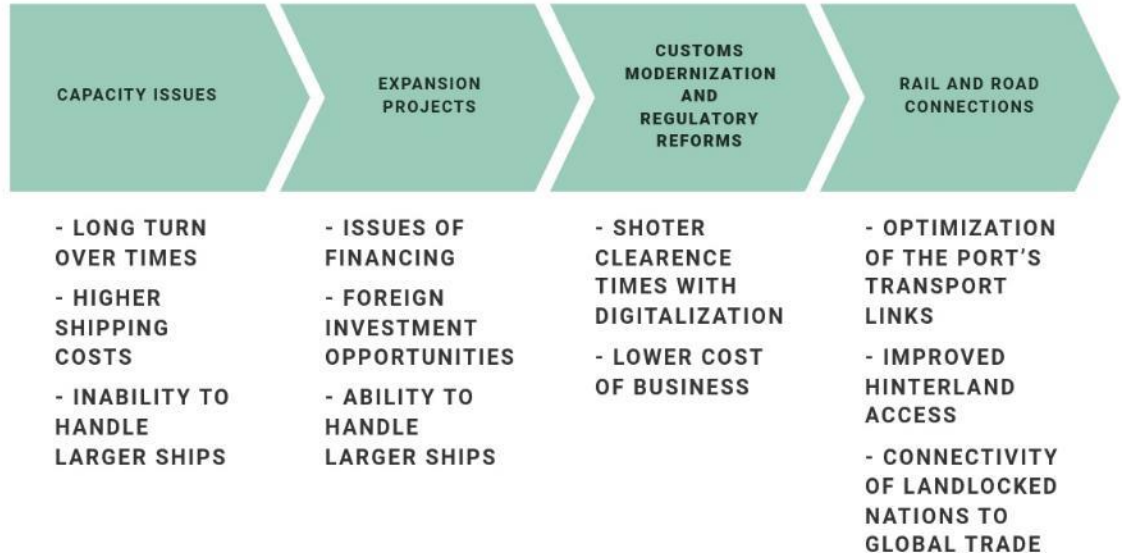 CAPACITY ISSUES
EXPANSION
PROJECTS
CUSTOMS
MODERNIZATION
AND
REGULATORY
REFORMS
RAIL AND ROAD
CONNECTIONS
- LONG TURN
OVER TIMES
- HIGHER
SHIPPING
COSTS
- INABILITY TO
HANDLE
LARGER SHIPS
- ISSUES OF
FINANCING
- FOREIGN
INVESTMENT
OPPORTUNITIES
- ABILITY TO
HANDLE
LARGER SHIPS
- SHOTER
CLEARENCE
TIMES WITH
DIGITALIZATION
- LOWER COST
OF BUSINESS
- OPTIMIZATION
OF THE PORT'S
TRANSPORT
LINKS
- IMPROVED
HINTERLAND
ACCESS
- CONNECTIVITY
OF LANDLOCKED
NATIONS TO
GLOBAL TRADE